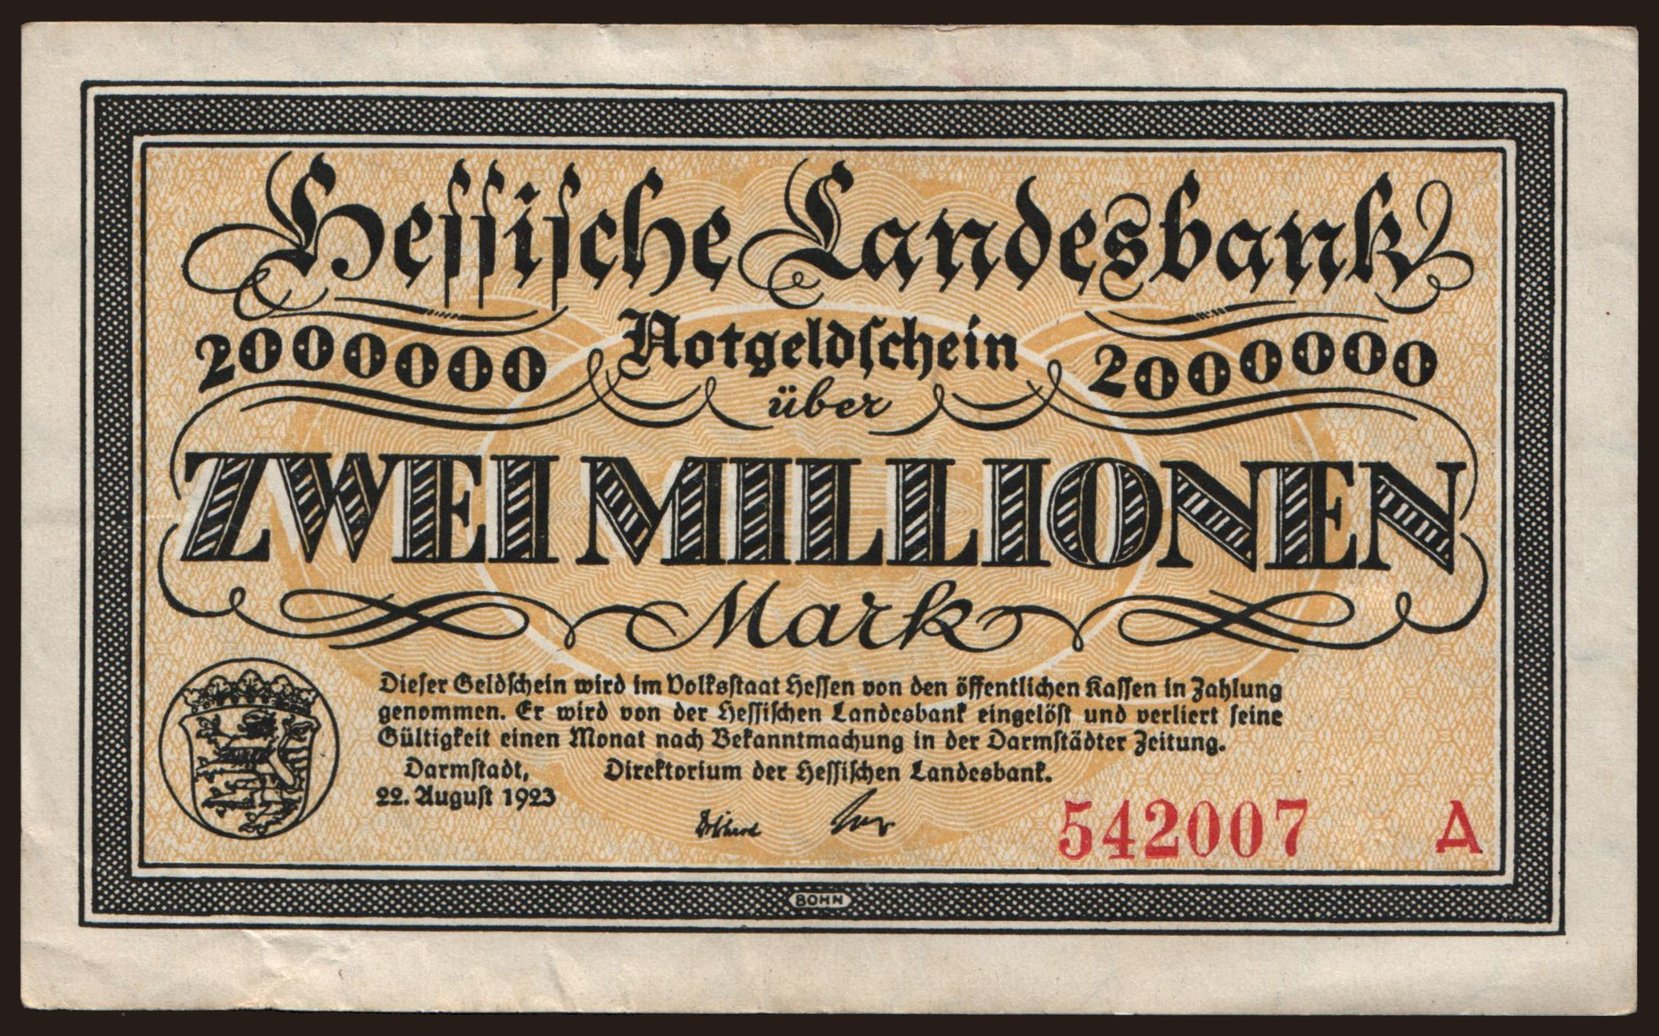 Hessische Landesbank
2000000 Notgeldschein 2000000
über
ZWEI MILLIONEN
Mark
Dieser Geldschein wird im Volksstaat Hessen von den öffentlichen Kassen in Zahlung
genommen. Er wird von der Hessischen Landesbank eingelöst und verliert seine
Gültigkeit einen Monat nach Bekanntmachung in der Darmstädter Zeitung.
Darmstadt, Direktorium der Hessischen Landesbank.
22. August 1923
542007 A
BOHN